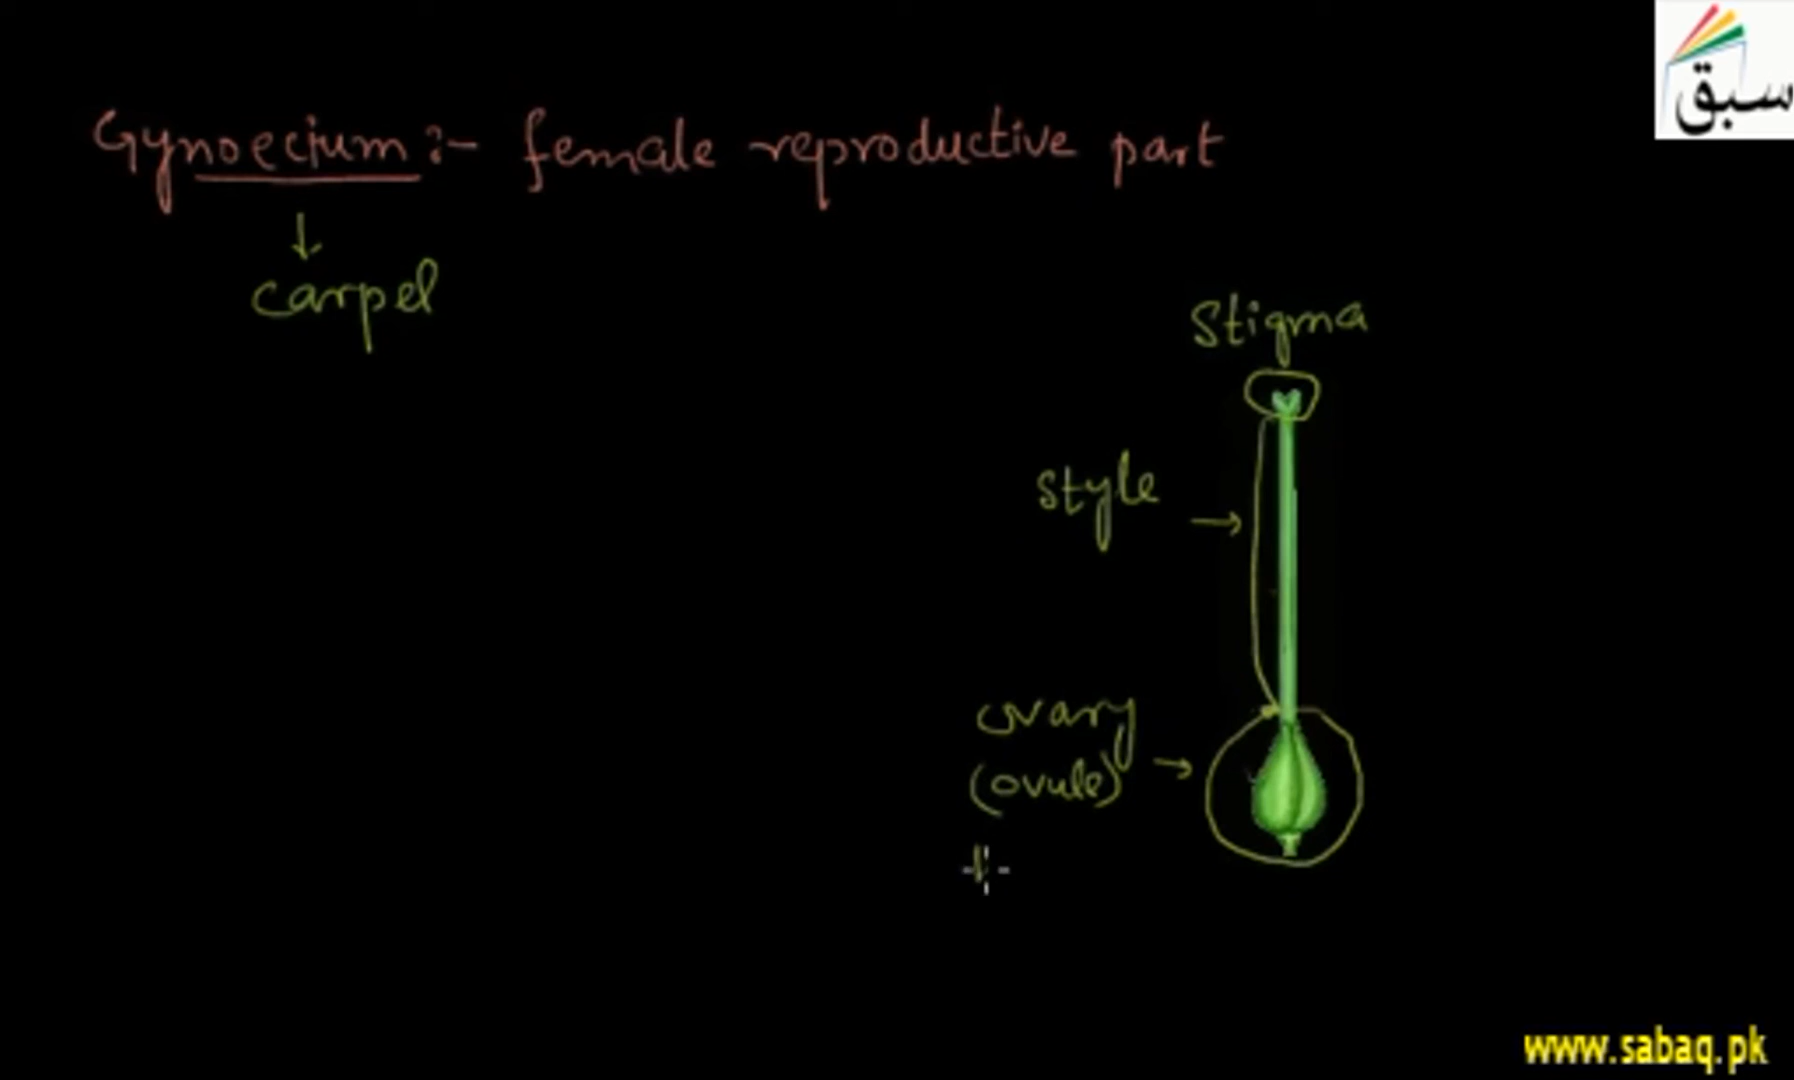 سبق
Gynoecium:- female reproductive part
carpel
Stigma
style
ovary
(ovule)
www.sabaq.pk